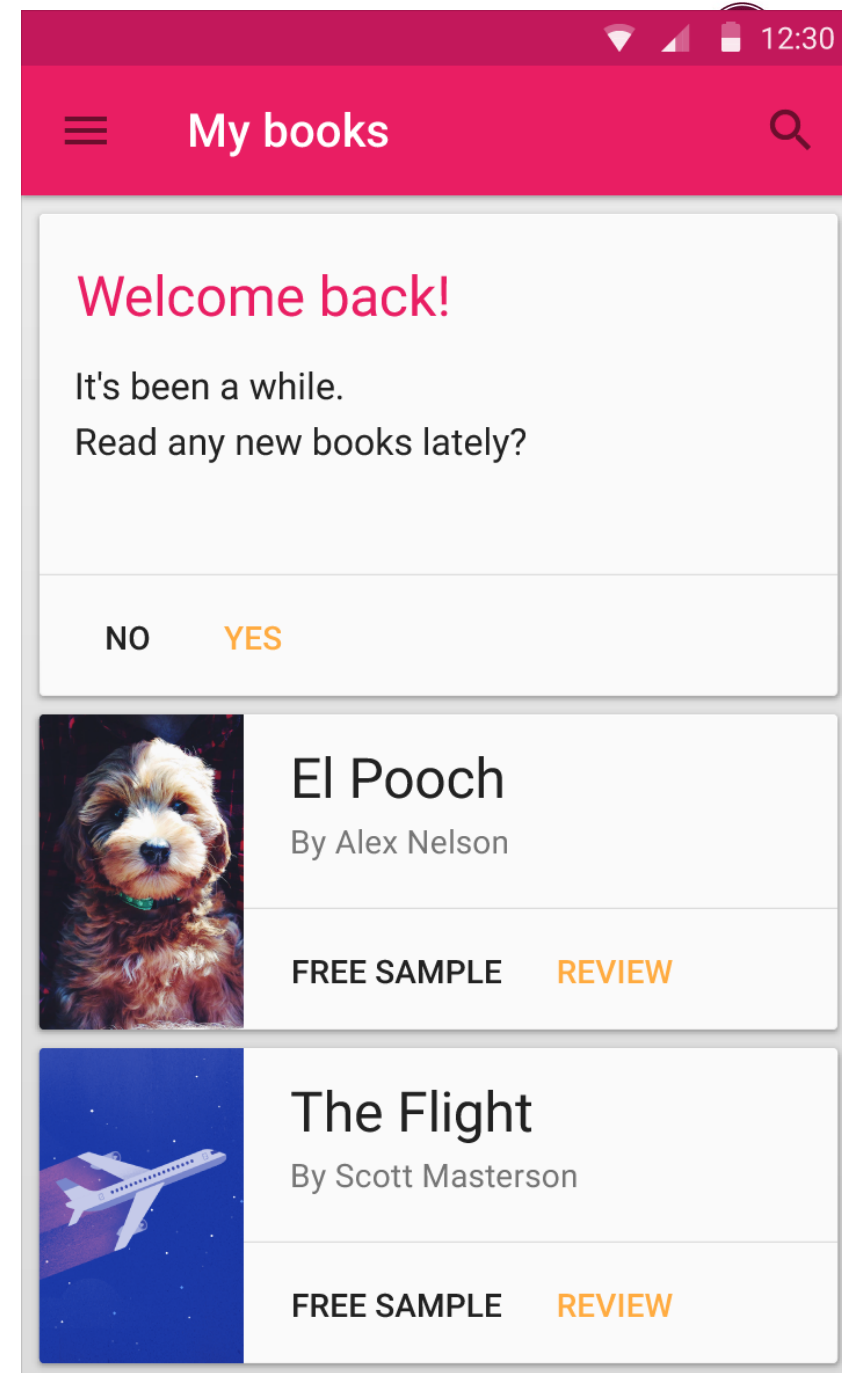 12:30
My books
Welcome back!
It's been a while.
Read any new books lately?
NO YES
El Pooch
By Alex Nelson
FREE SAMPLE REVIEW
The Flight
By Scott Masterson
FREE SAMPLE REVIEW